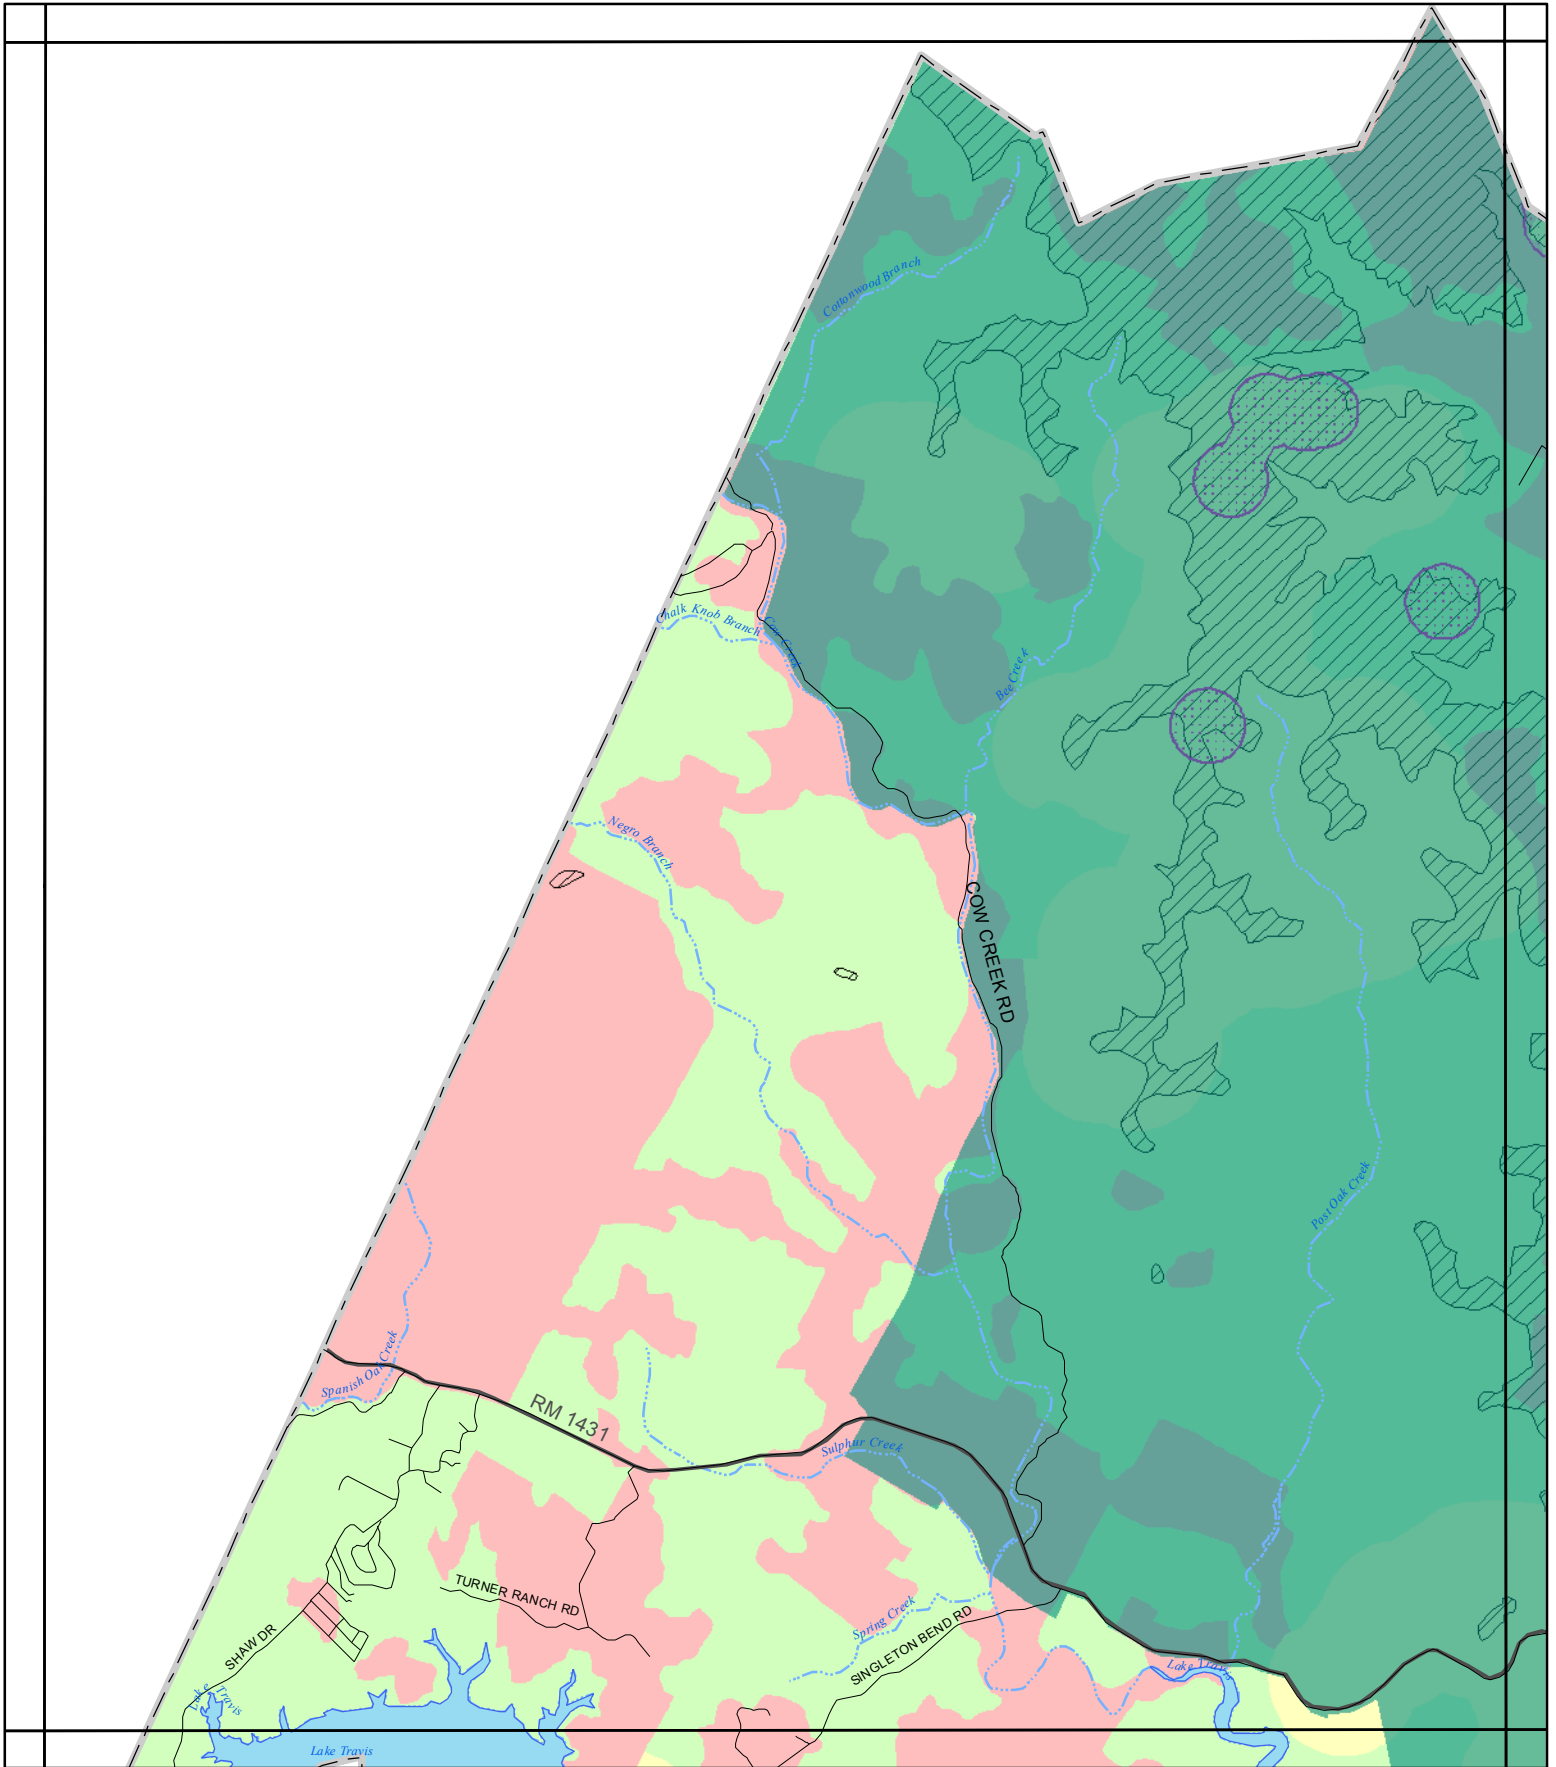 Cottonwood Branch
Chalk Knob Branch
Cow Creek
Bee Creek
Negro Branch
COW CREEK RD
Post Oak Creek
Spanish Oak Creek
RM 1431
Sulphur Creek
TURNER RANCH RD
Spring Creek
SINGLETON BEND RD
SHAW DR
Lake Travis
Lake Travis
Lake Travis